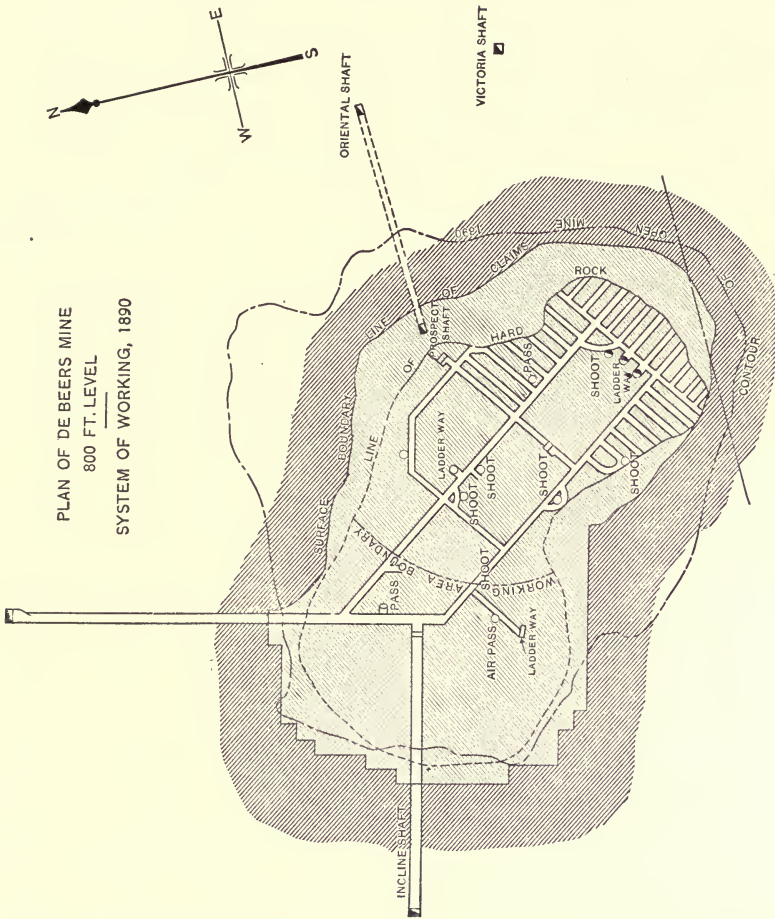 PLAN OF DE BEERS MINE
800 FT. LEVEL
SYSTEM OF WORKING, 1890
N
E
W
S
ORIENTAL SHAFT
VICTORIA SHAFT
PROSPECT
SHAFT
SURFACE BOUNDARY LINE OF CLAIMS
LINE OF HARD ROCK
CONTOUR OF OPEN MINE 1890
PASS
SHOOT
LADDER
WAY
LADDER WAY
SHOOT
SHOOT
SHOOT
SHOOT
SHOOT
WORKING AREA BOUNDARY
PASS
AIR PASS
LADDER WAY
INCLINE SHAFT